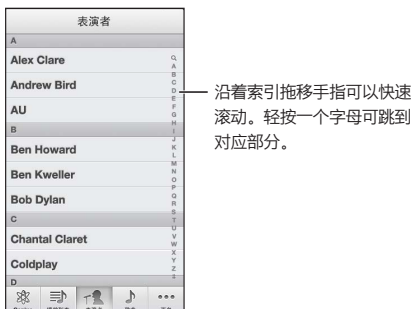 表演者
A
Alex Clare
Andrew Bird
AU
B
Ben Howard
Ben Kweller
Bob Dylan
C
Chantal Claret
Coldplay
D
A
B
C
D
E
F
G
H
I
J
K
L
M
N
O
P
Q
R
S
T
U
V
W
X
Y
Z
#
沿着索引拖移手指可以快速
滚动。轻按一个字母可跳到
对应部分。